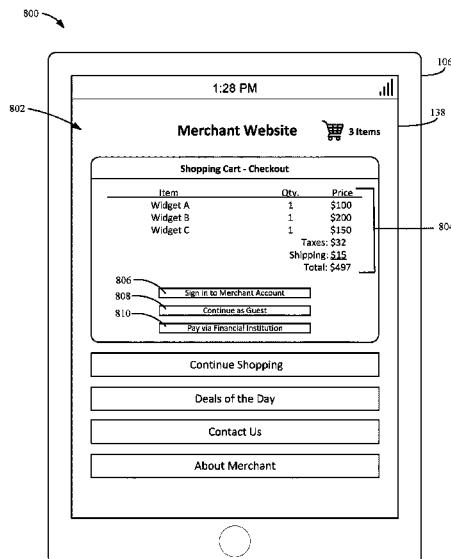 800
106
1:28 PM
802
138
Merchant Website
3 Items
Shopping Cart - Checkout
Item Qty. Price
Widget A 1 $100
Widget B 1 $200
Widget C 1 $150
804
Taxes: $32
Shipping: $15
Total: $497
806
Sign in to Merchant Account
808
Continue as Guest
810
Pay via Financial Institution
Continue Shopping
Deals of the Day
Contact Us
About Merchant